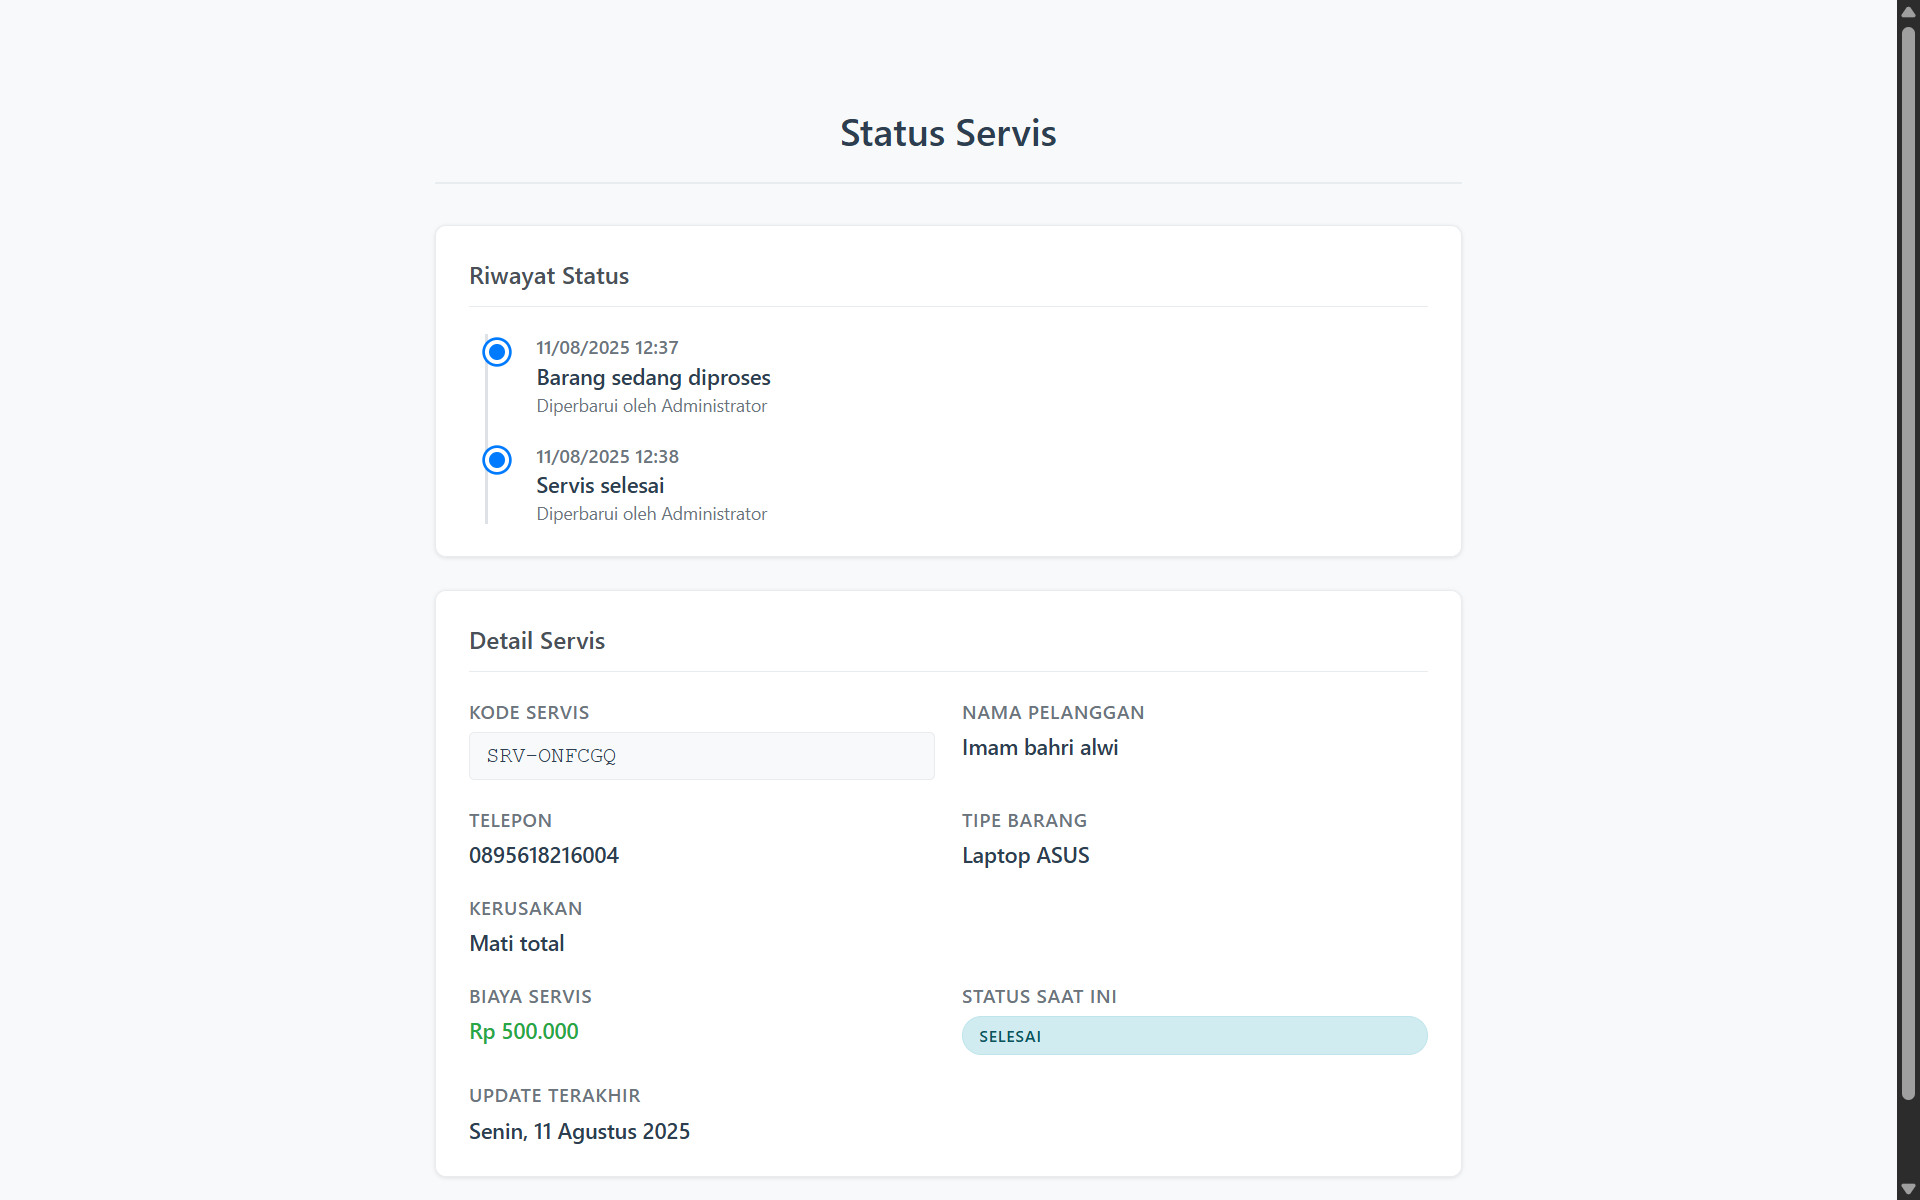 Status Servis
Riwayat Status
11/08/2025 12:37
Barang sedang diproses
Diperbarui oleh Administrator
11/08/2025 12:38
Servis selesai
Diperbarui oleh Administrator
Detail Servis
KODE SERVIS
SRV-ONFCGQ
NAMA PELANGGAN
Imam bahri alwi
TELEPON
0895618216004
TIPE BARANG
Laptop ASUS
KERUSAKAN
Mati total
BIAYA SERVIS
Rp 500.000
STATUS SAAT INI
SELESAI
UPDATE TERAKHIR
Senin, 11 Agustus 2025